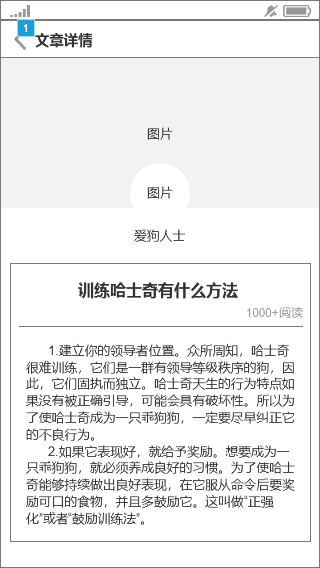 1
文章详情
图片
图片
爱狗人士
训练哈士奇有什么方法
1000+阅读
1.建立你的领导者位置。众所周知，哈士奇
很难训练，它们是一群有领导等级秩序的狗，因
此，它们固执而独立。哈士奇天生的行为特点如
果没有被正确引导，可能会具有破坏性。所以为
了使哈士奇成为一只乖狗狗，一定要尽早纠正它
的不良行为。
2.如果它表现好，就给予奖励。想要成为一
只乖狗狗，就必须养成良好的习惯。为了使哈士
奇能够持续做出良好表现，在它服从命令后要奖
励可口的食物，并且多鼓励它。这叫做“正强
化”或者“鼓励训练法”。